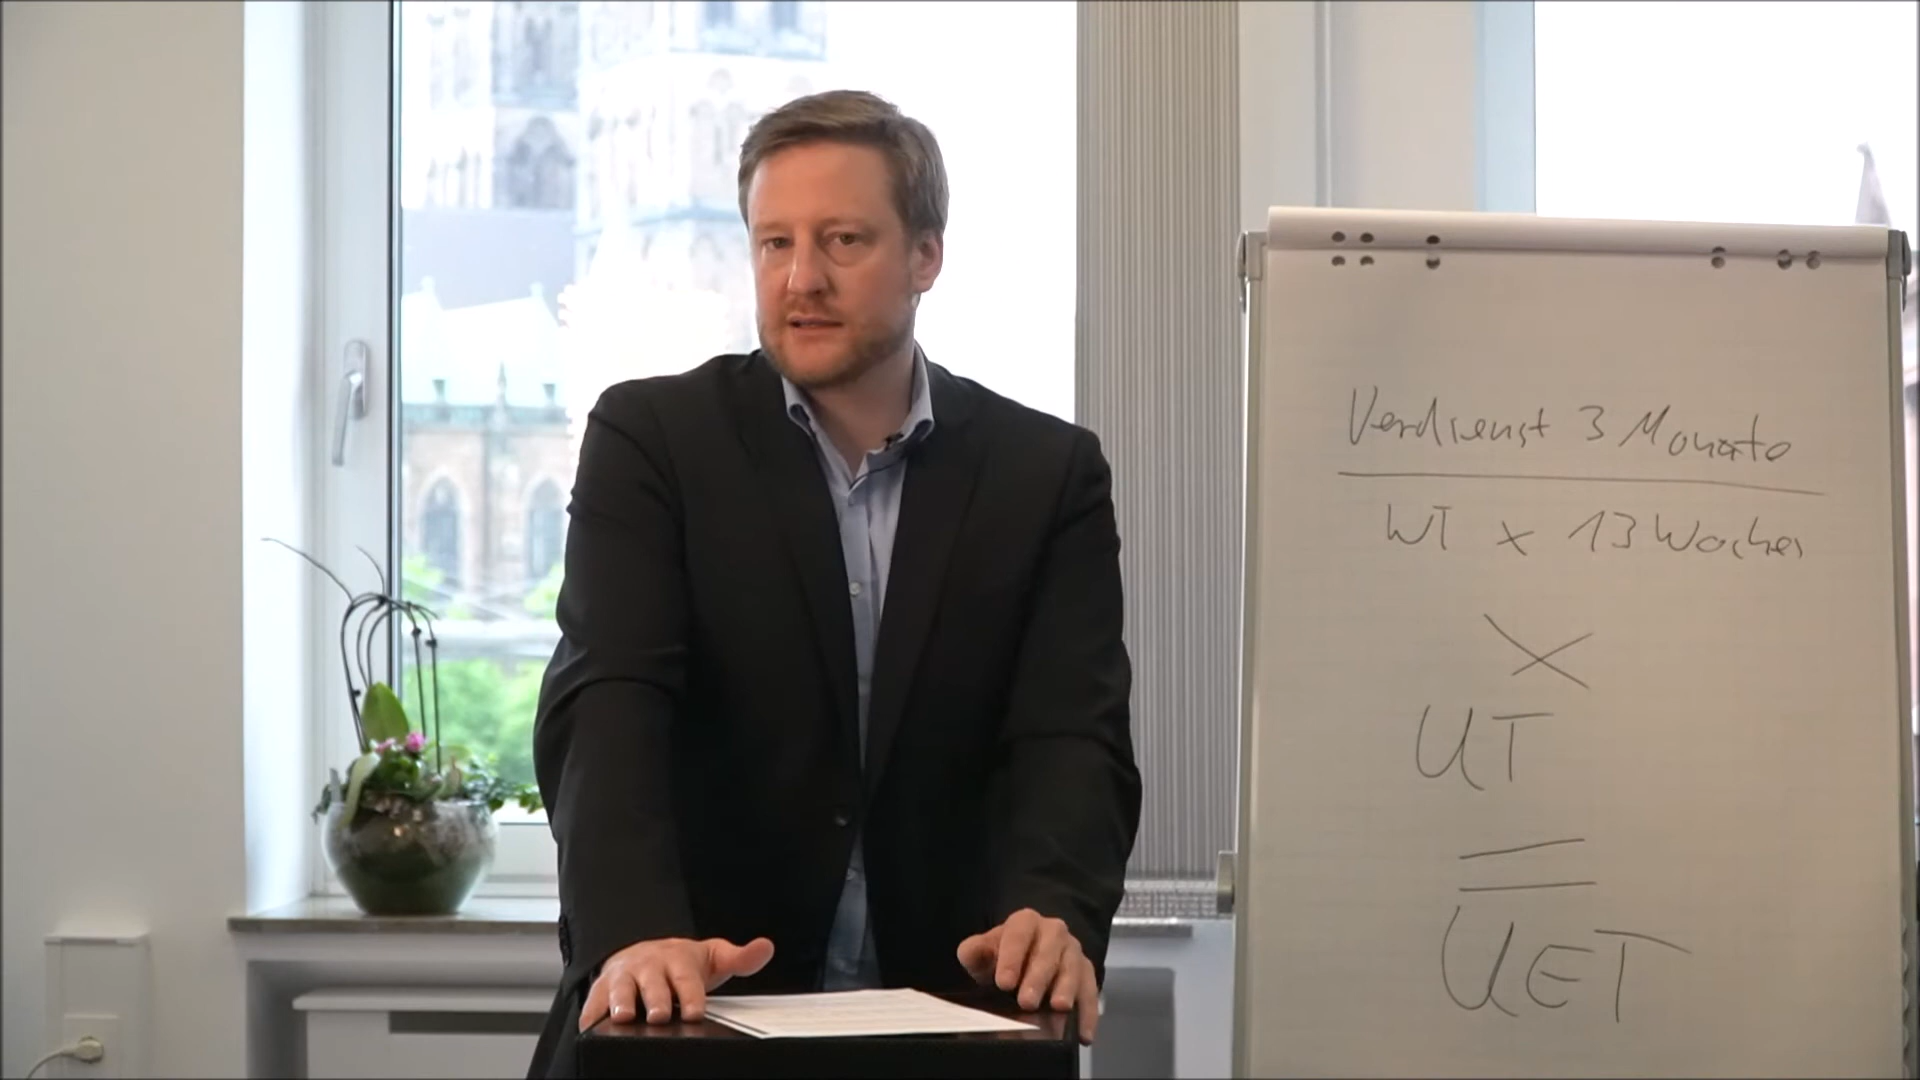 Verdienst 3 Monate
WT x 13 Wochen
X
UT
=
UET